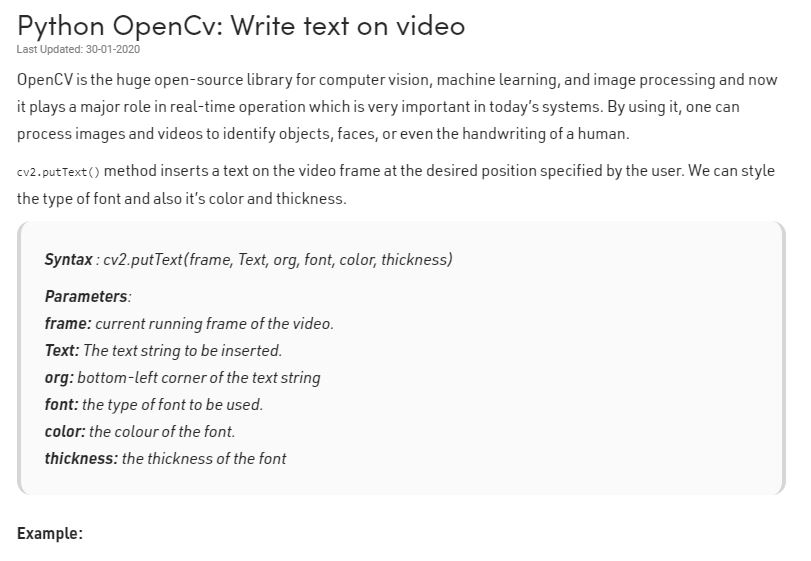 Python OpenCv: Write text on video
Last Updated: 30-01-2020
OpenCV is the huge open-source library for computer vision, machine learning, and image processing and now
it plays a major role in real-time operation which is very important in today's systems. By using it, one can
process images and videos to identify objects, faces, or even the handwriting of a human.
cv2.putText() method inserts a text on the video frame at the desired position specified by the user. We can style
the type of font and also it's color and thickness.
Syntax : cv2.putText(frame, Text, org, font, color, thickness)
Parameters:
frame: current running frame of the video.
Text: The text string to be inserted.
org: bottom-left corner of the text string
font: the type of font to be used.
color: the colour of the font.
thickness: the thickness of the font
Example: